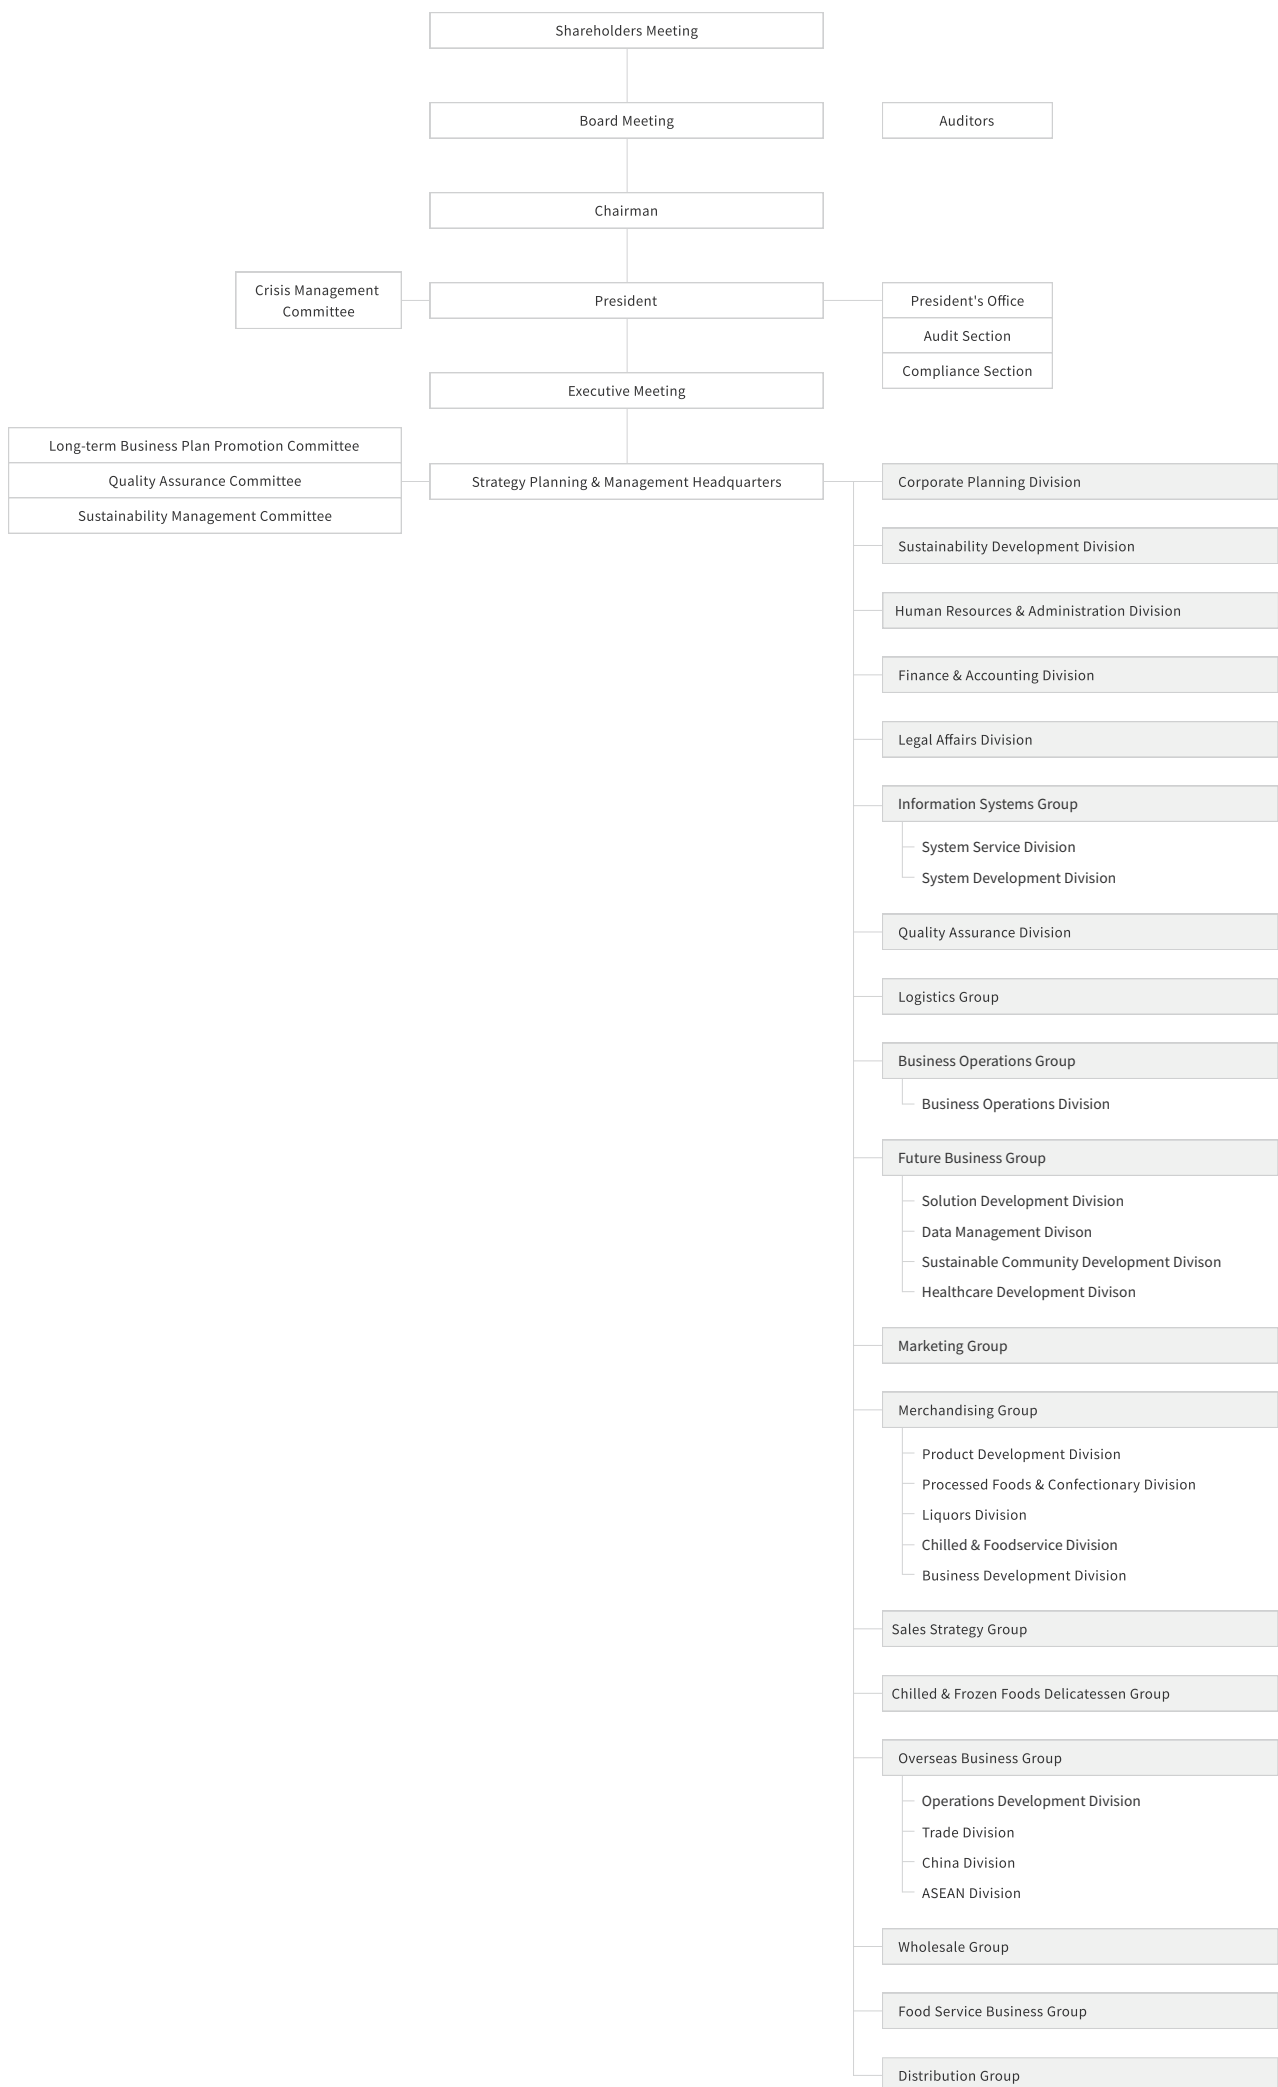 Shareholders Meeting
Board Meeting
Auditors
Chairman
Crisis Management
Committee
President
President's Office
Audit Section
Compliance Section
Executive Meeting
Long-term Business Plan Promotion Committee
Quality Assurance Committee
Sustainability Management Committee
Strategy Planning & Management Headquarters
Corporate Planning Division
Sustainability Development Division
Human Resources & Administration Division
Finance & Accounting Division
Legal Affairs Division
Information Systems Group
System Service Division
System Development Division
Quality Assurance Division
Logistics Group
Business Operations Group
Business Operations Division
Future Business Group
Solution Development Division
Data Management Divison
Sustainable Community Development Divison
Healthcare Development Divison
Marketing Group
Merchandising Group
Product Development Division
Processed Foods & Confectionary Division
Liquors Division
Chilled & Foodservice Division
Business Development Division
Sales Strategy Group
Chilled & Frozen Foods Delicatessen Group
Overseas Business Group
Operations Development Division
Trade Division
China Division
ASEAN Division
Wholesale Group
Food Service Business Group
Distribution Group